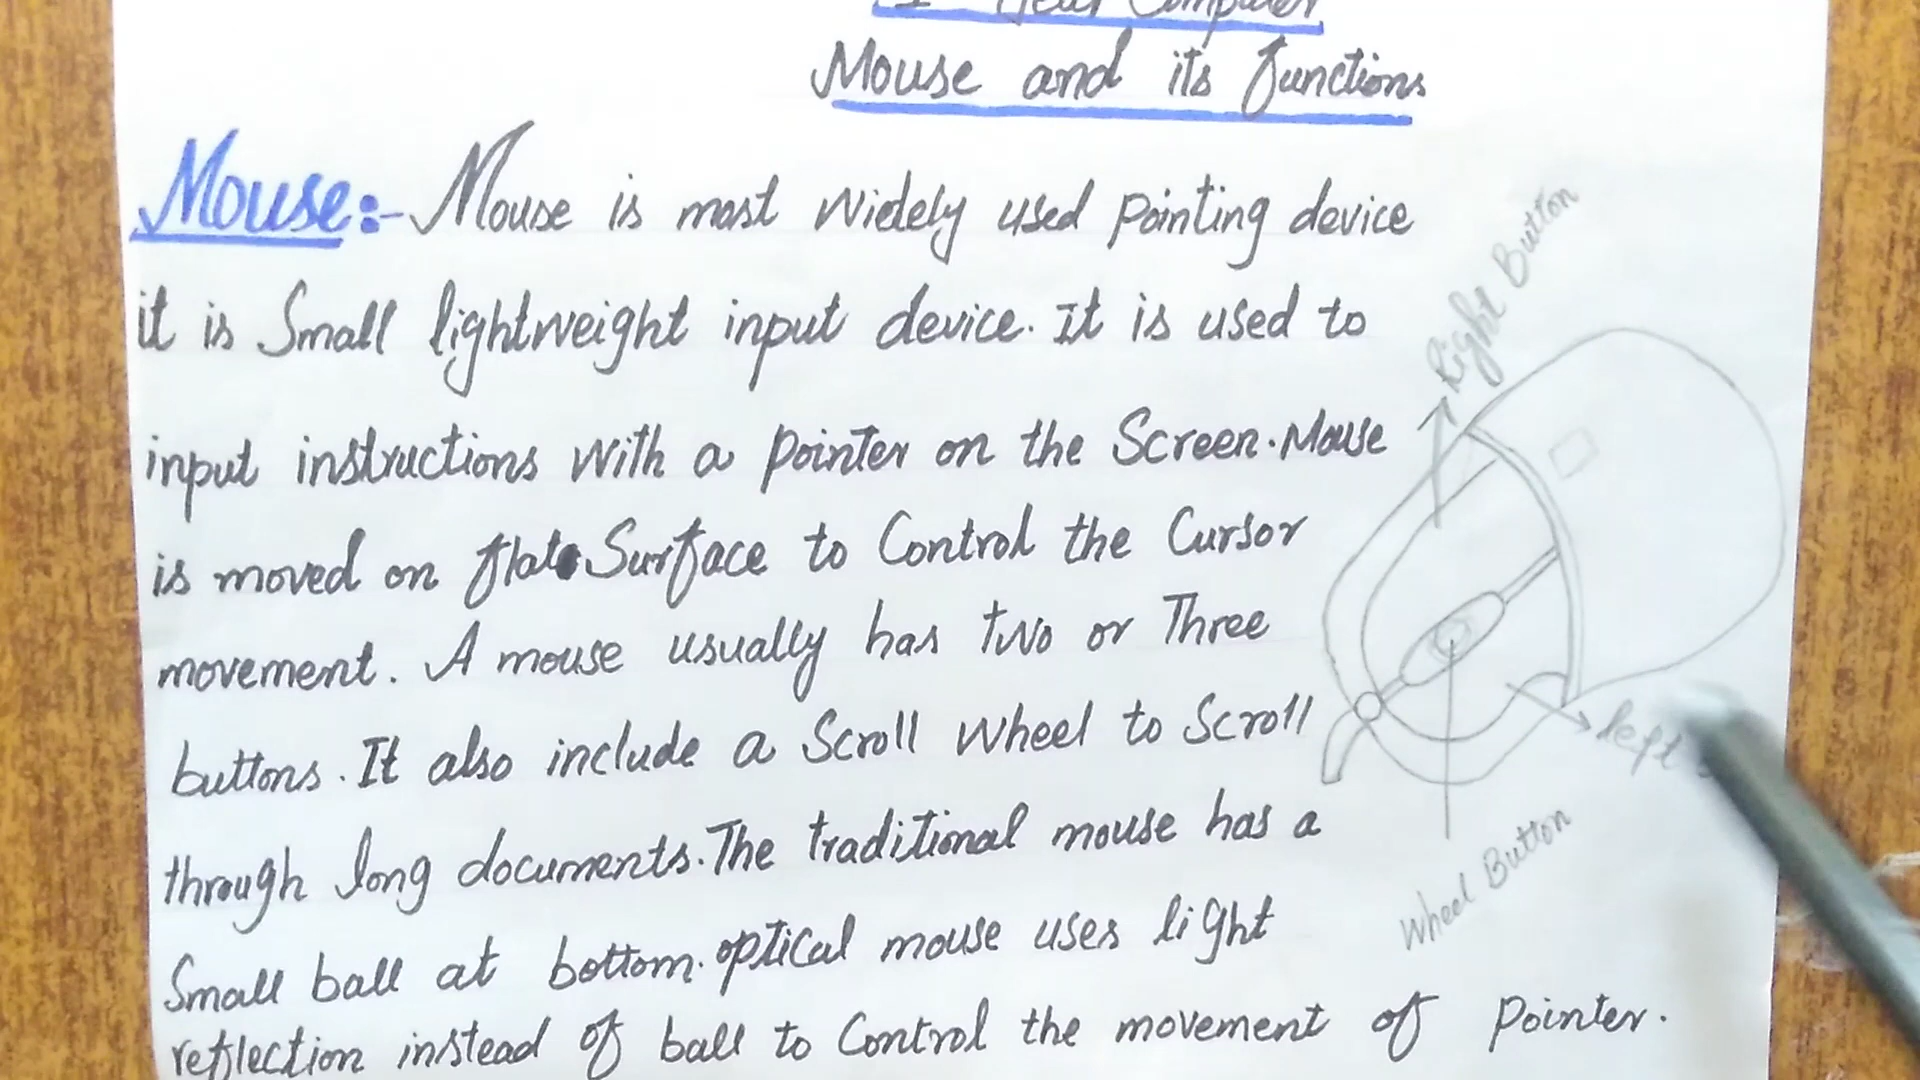 Year Computer
Mouse and its functions
Mouse:- Mouse is most widely used pointing device
it is Small lightweight input device. It is used to
input instructions with a pointer on the Screen. Mouse
is moved on flat Surface to Control the Cursor
movement. A mouse usually has two or Three
buttons. It also include a Scroll wheel to Scroll
through long documents. The traditional mouse has a
Small ball at bottom. optical mouse uses light
reflection instead of ball to Control the movement of pointer.
Right Button
left
Wheel Button